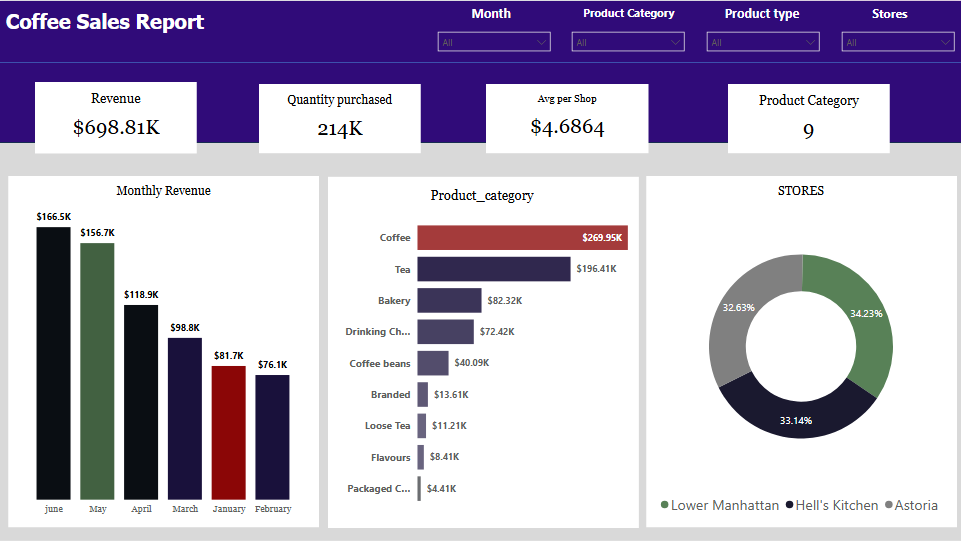 Coffee Sales Report
Month
Product Category
Product type
Stores
All
All
All
All
Revenue
$698.81K
Quantity purchased
214K
Avg per Shop
$4.6864
Product Category
9
Monthly Revenue
$166.5K
$156.7K
$118.9K
$98.8K
$81.7K
$76.1K
june
May
April
March
January
February
Product_category
Coffee
$269.95K
Tea
$196.41K
Bakery
$82.32K
Drinking Ch...
$72.42K
Coffee beans
$40.09K
Branded
$13.61K
Loose Tea
$11.21K
Flavours
$8.41K
Packaged C...
$4.41K
STORES
32.63%
34.23%
33.14%
Lower Manhattan
Hell's Kitchen
Astoria